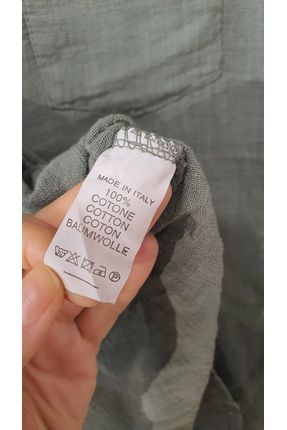 MADE IN ITALY
100%
COTONE
COTTON
COTON
BAUMWOLLE